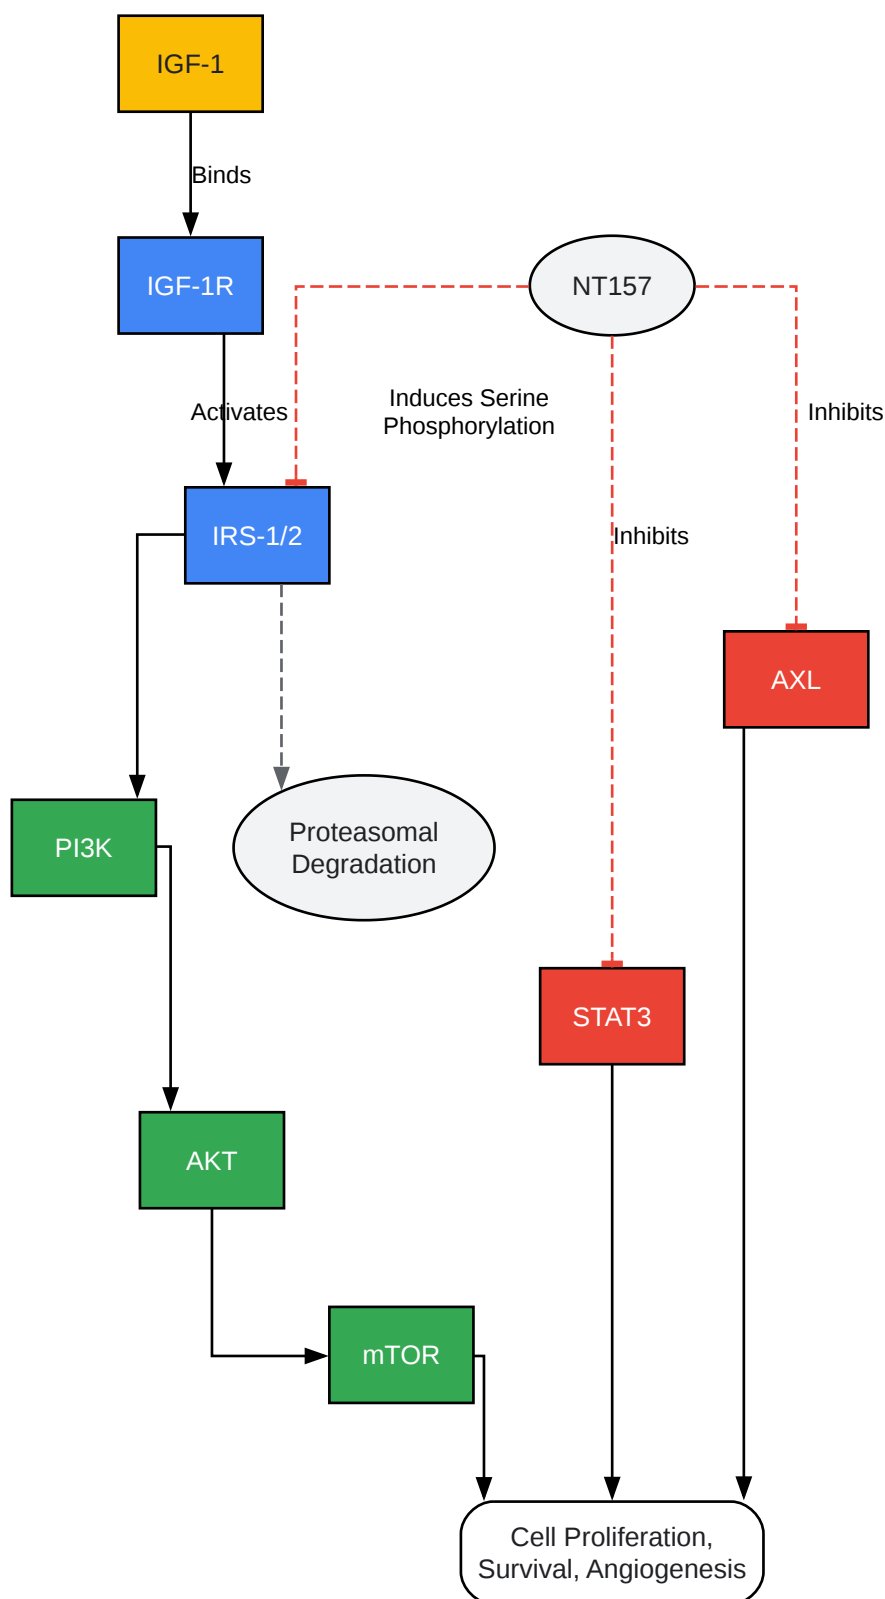 IGF-1
Binds
IGF-1R
NT157
Activates
Induces Serine
Phosphorylation
Inhibits
IRS-1/2
Inhibits
AXL
PI3K
Proteasomal
Degradation
STAT3
AKT
mTOR
Cell Proliferation,
Survival, Angiogenesis